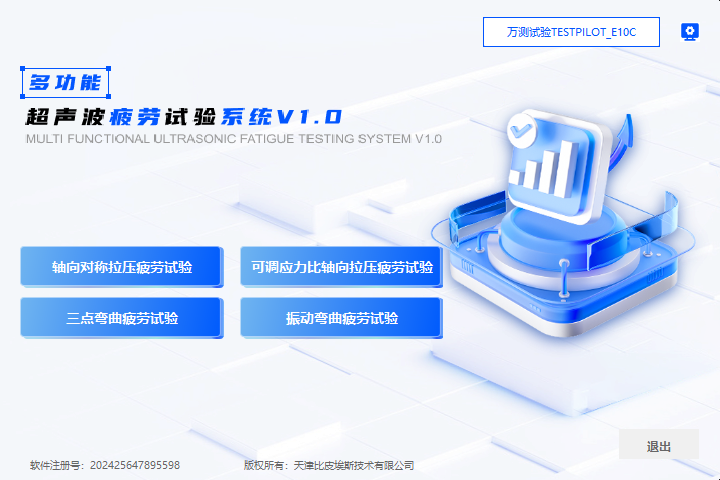 万测试验TESTPILOT_E10C
多功能
超声波疲劳试验系统V1.0
MULTI FUNCTIONAL ULTRASONIC FATIGUE TESTING SYSTEM V1.0
轴向对称拉压疲劳试验
可调应力比轴向拉压疲劳试验
三点弯曲疲劳试验
振动弯曲疲劳试验
退出
软件注册号：202425647895598
版权所有：天津比皮埃斯技术有限公司